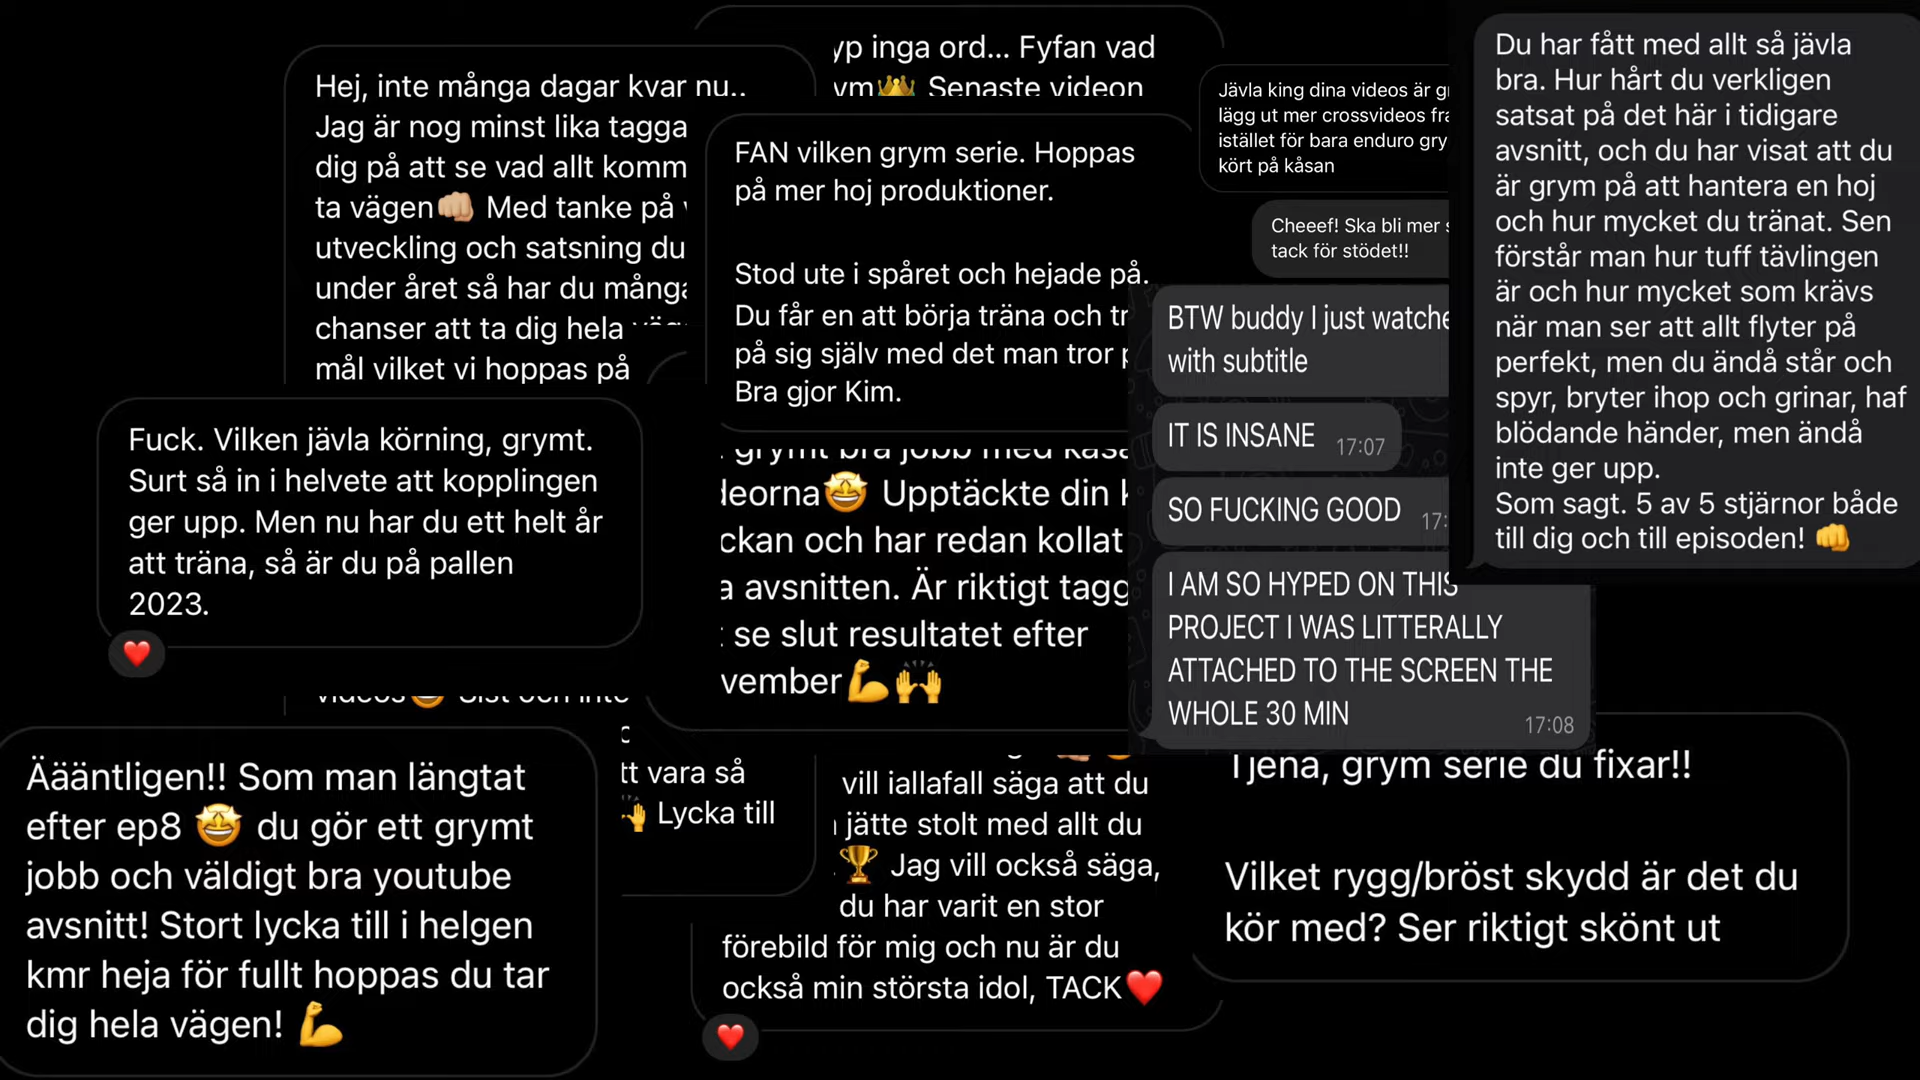 Hej, inte många dagar kvar nu..
Jag är nog minst lika
dig på att se vad allt
ta vägen👊🏼 Med tanke på
utveckling och satsning du
under året så har du
chanser att ta dig hela
mål vilket vi hoppas på
inga ord... Fyfan vad
👑 Senaste videon
FAN vilken grym serie. Hoppas
på mer hoj produktioner.
Stod ute i spåret och hejade på.
Du får en att börja träna och
på sig själv med det man tror
Bra gjor Kim.
Jävla king dina videos är
lägg ut mer crossvideos
istället för bara enduro
kört på kåsan
Cheeef! Ska bli mer
tack för stödet!!
BTW buddy I just
with subtitle
IT IS INSANE 17:07
SO FUCKING GOOD
I AM SO HYPED ON THIS
PROJECT I WAS LITTERALLY
ATTACHED TO THE SCREEN THE
WHOLE 30 MIN 17:08
Du har fått med allt så jävla
bra. Hur hårt du verkligen
satsat på det här i tidigare
avsnitt, och du har visat att du
är grym på att hantera en hoj
och hur mycket du tränat. Sen
förstår man hur tuff tävlingen
är och hur mycket som krävs
när man ser att allt flyter på
perfekt, men du ändå står och
spyr, bryter ihop och grinar, haf
blödande händer, men ändå
inte ger upp.
Som sagt. 5 av 5 stjärnor både
till dig och till episoden! 👊
Fuck. Vilken jävla körning, grymt.
Surt så in i helvete att kopplingen
ger upp. Men nu har du ett helt år
att träna, så är du på pallen
2023.
❤️
grymt bra jobb med
🤩 Upptäckte din
och har redan kollat
avsnitten. Är riktigt
se slut resultatet efter
💪🙌
Ääääntligen!! Som man längtat
efter ep8 🤩 du gör ett grymt
jobb och väldigt bra youtube
avsnitt! Stort lycka till i helgen
kmr heja för fullt hoppas du tar
dig hela vägen! 💪
vara så
Lycka till
vill iallafall säga att du
jätte stolt med allt du
🏆 Jag vill också säga,
du har varit en stor
förebild för mig och nu är du
också min största idol, TACK❤️
❤️
Tjena, grym serie du fixar!!
Vilket rygg/bröst skydd är det du
kör med? Ser riktigt skönt ut